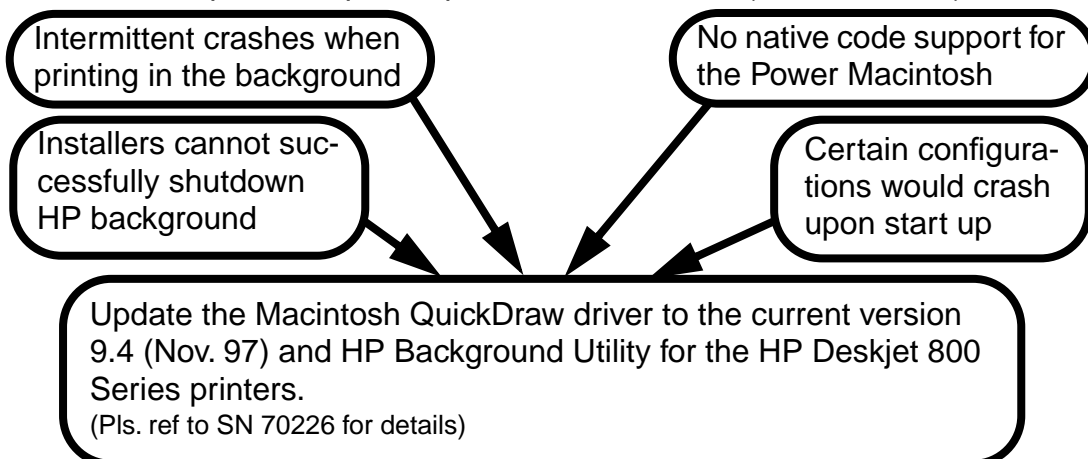 Intermittent crashes when
printing in the background
No native code support for
the Power Macintosh
Installers cannot suc-
cessfully shutdown
HP background
Certain configura-
tions would crash
upon start up
Update the Macintosh QuickDraw driver to the current version
9.4 (Nov. 97) and HP Background Utility for the HP Deskjet 800
Series printers.
(Pls. ref to SN 70226 for details)